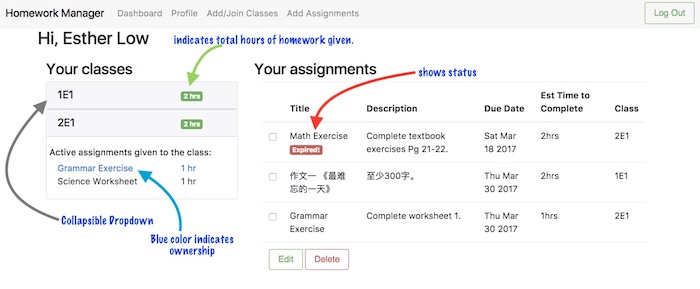 Homework Manager Dashboard Profile Add/Join Classes Add Assignments Log Out
Hi, Esther Low
indicates total hours of homework given.
Your classes
Your assignments
shows status
1E1 2 hrs
2E1 2 hrs
Active assignments given to the class:
Grammar Exercise 1 hr
Science Worksheet 1 hr
Collapsible Dropdown
Blue color indicates
ownership
Est Time to
Title Description Due Date Complete Class
Math Exercise Complete textbook Sat Mar 2hrs 2E1
Expired! exercises Pg 21-22. 18 2017
作文一 《最难 至少300字。 Thu Mar 2hrs 1E1
忘的一天》 30 2017
Grammar Complete worksheet 1. Thu Mar 1hrs 2E1
Exercise 30 2017
Edit Delete